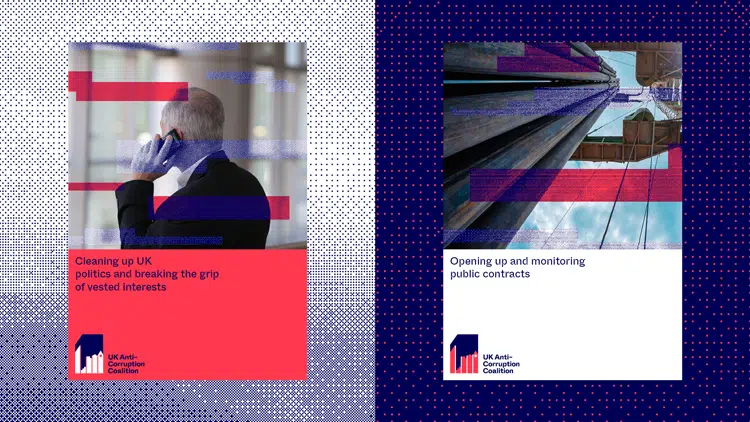 Cleaning up UK
politics and breaking the grip
of vested interests
UK Anti-
Corruption
Coalition
Opening up and monitoring
public contracts
UK Anti-
Corruption
Coalition